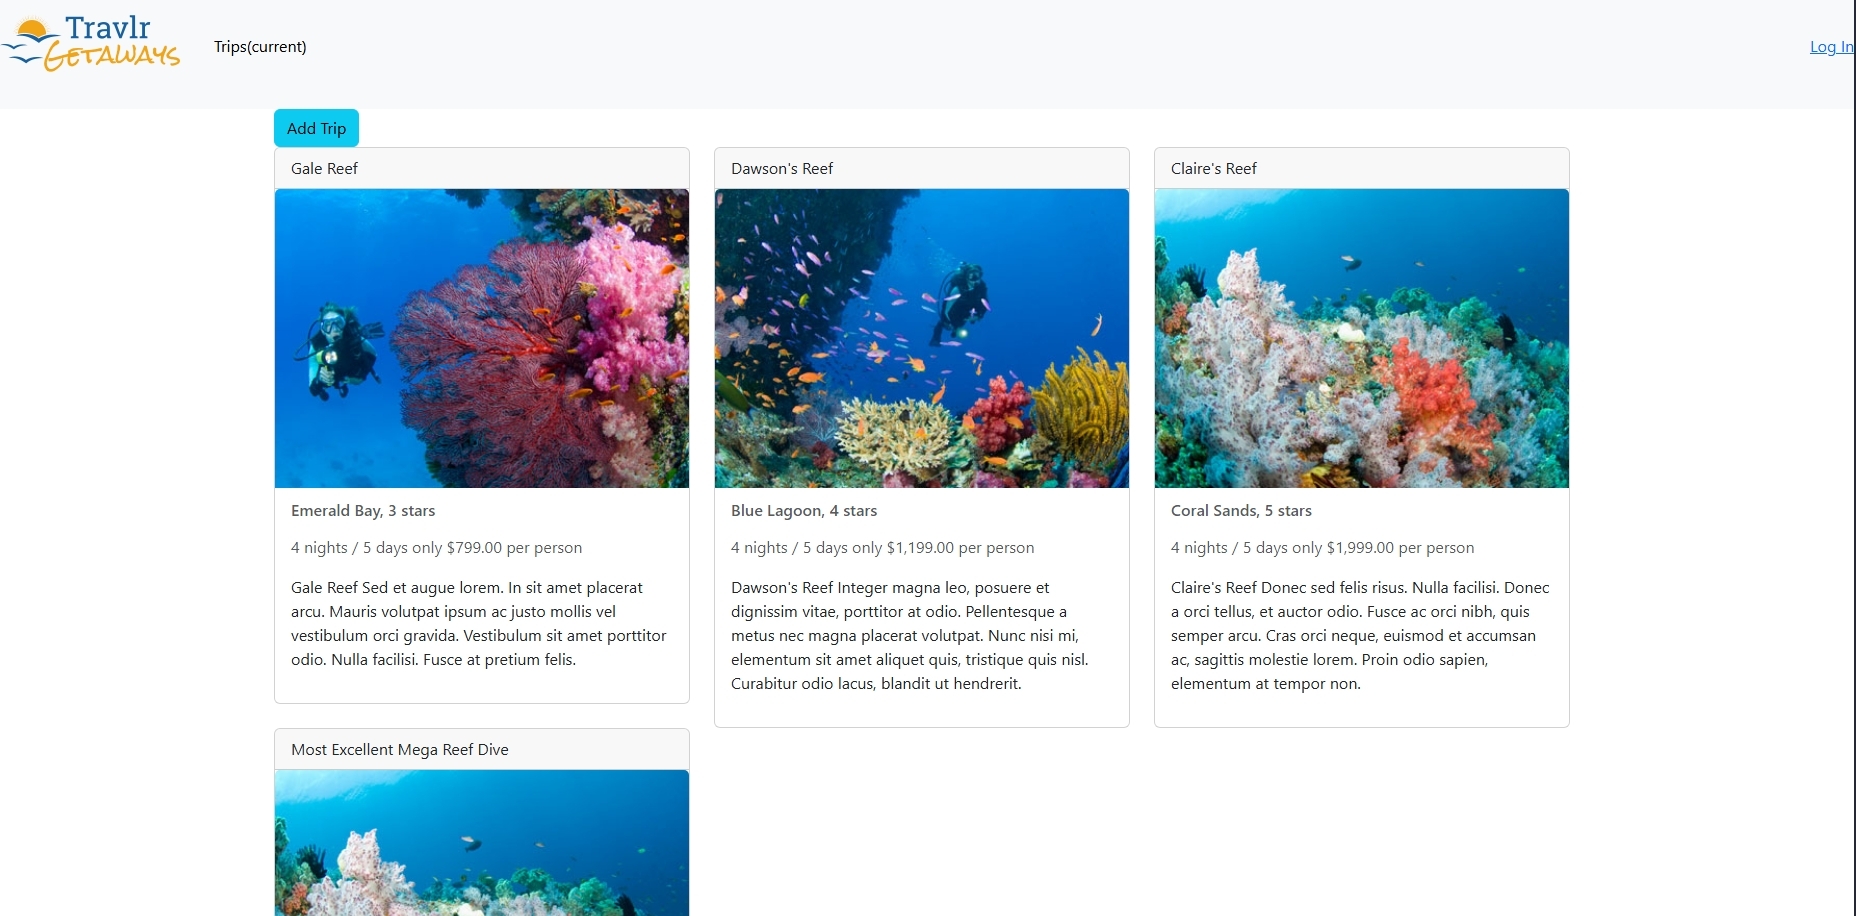 Travlr
Getaways
Trips(current)
Log In
Add Trip
Gale Reef
Emerald Bay, 3 stars
4 nights / 5 days only $799.00 per person
Gale Reef Sed et augue lorem. In sit amet placerat
arcu. Mauris volutpat ipsum ac justo mollis vel
vestibulum orci gravida. Vestibulum sit amet porttitor
odio. Nulla facilisi. Fusce at pretium felis.
Dawson's Reef
Blue Lagoon, 4 stars
4 nights / 5 days only $1,199.00 per person
Dawson's Reef Integer magna leo, posuere et
dignissim vitae, porttitor at odio. Pellentesque a
metus nec magna placerat volutpat. Nunc nisi mi,
elementum sit amet aliquet quis, tristique quis nisl.
Curabitur odio lacus, blandit ut hendrerit.
Claire's Reef
Coral Sands, 5 stars
4 nights / 5 days only $1,999.00 per person
Claire's Reef Donec sed felis risus. Nulla facilisi. Donec
a orci tellus, et auctor odio. Fusce ac orci nibh, quis
semper arcu. Cras orci neque, euismod et accumsan
ac, sagittis molestie lorem. Proin odio sapien,
elementum at tempor non.
Most Excellent Mega Reef Dive